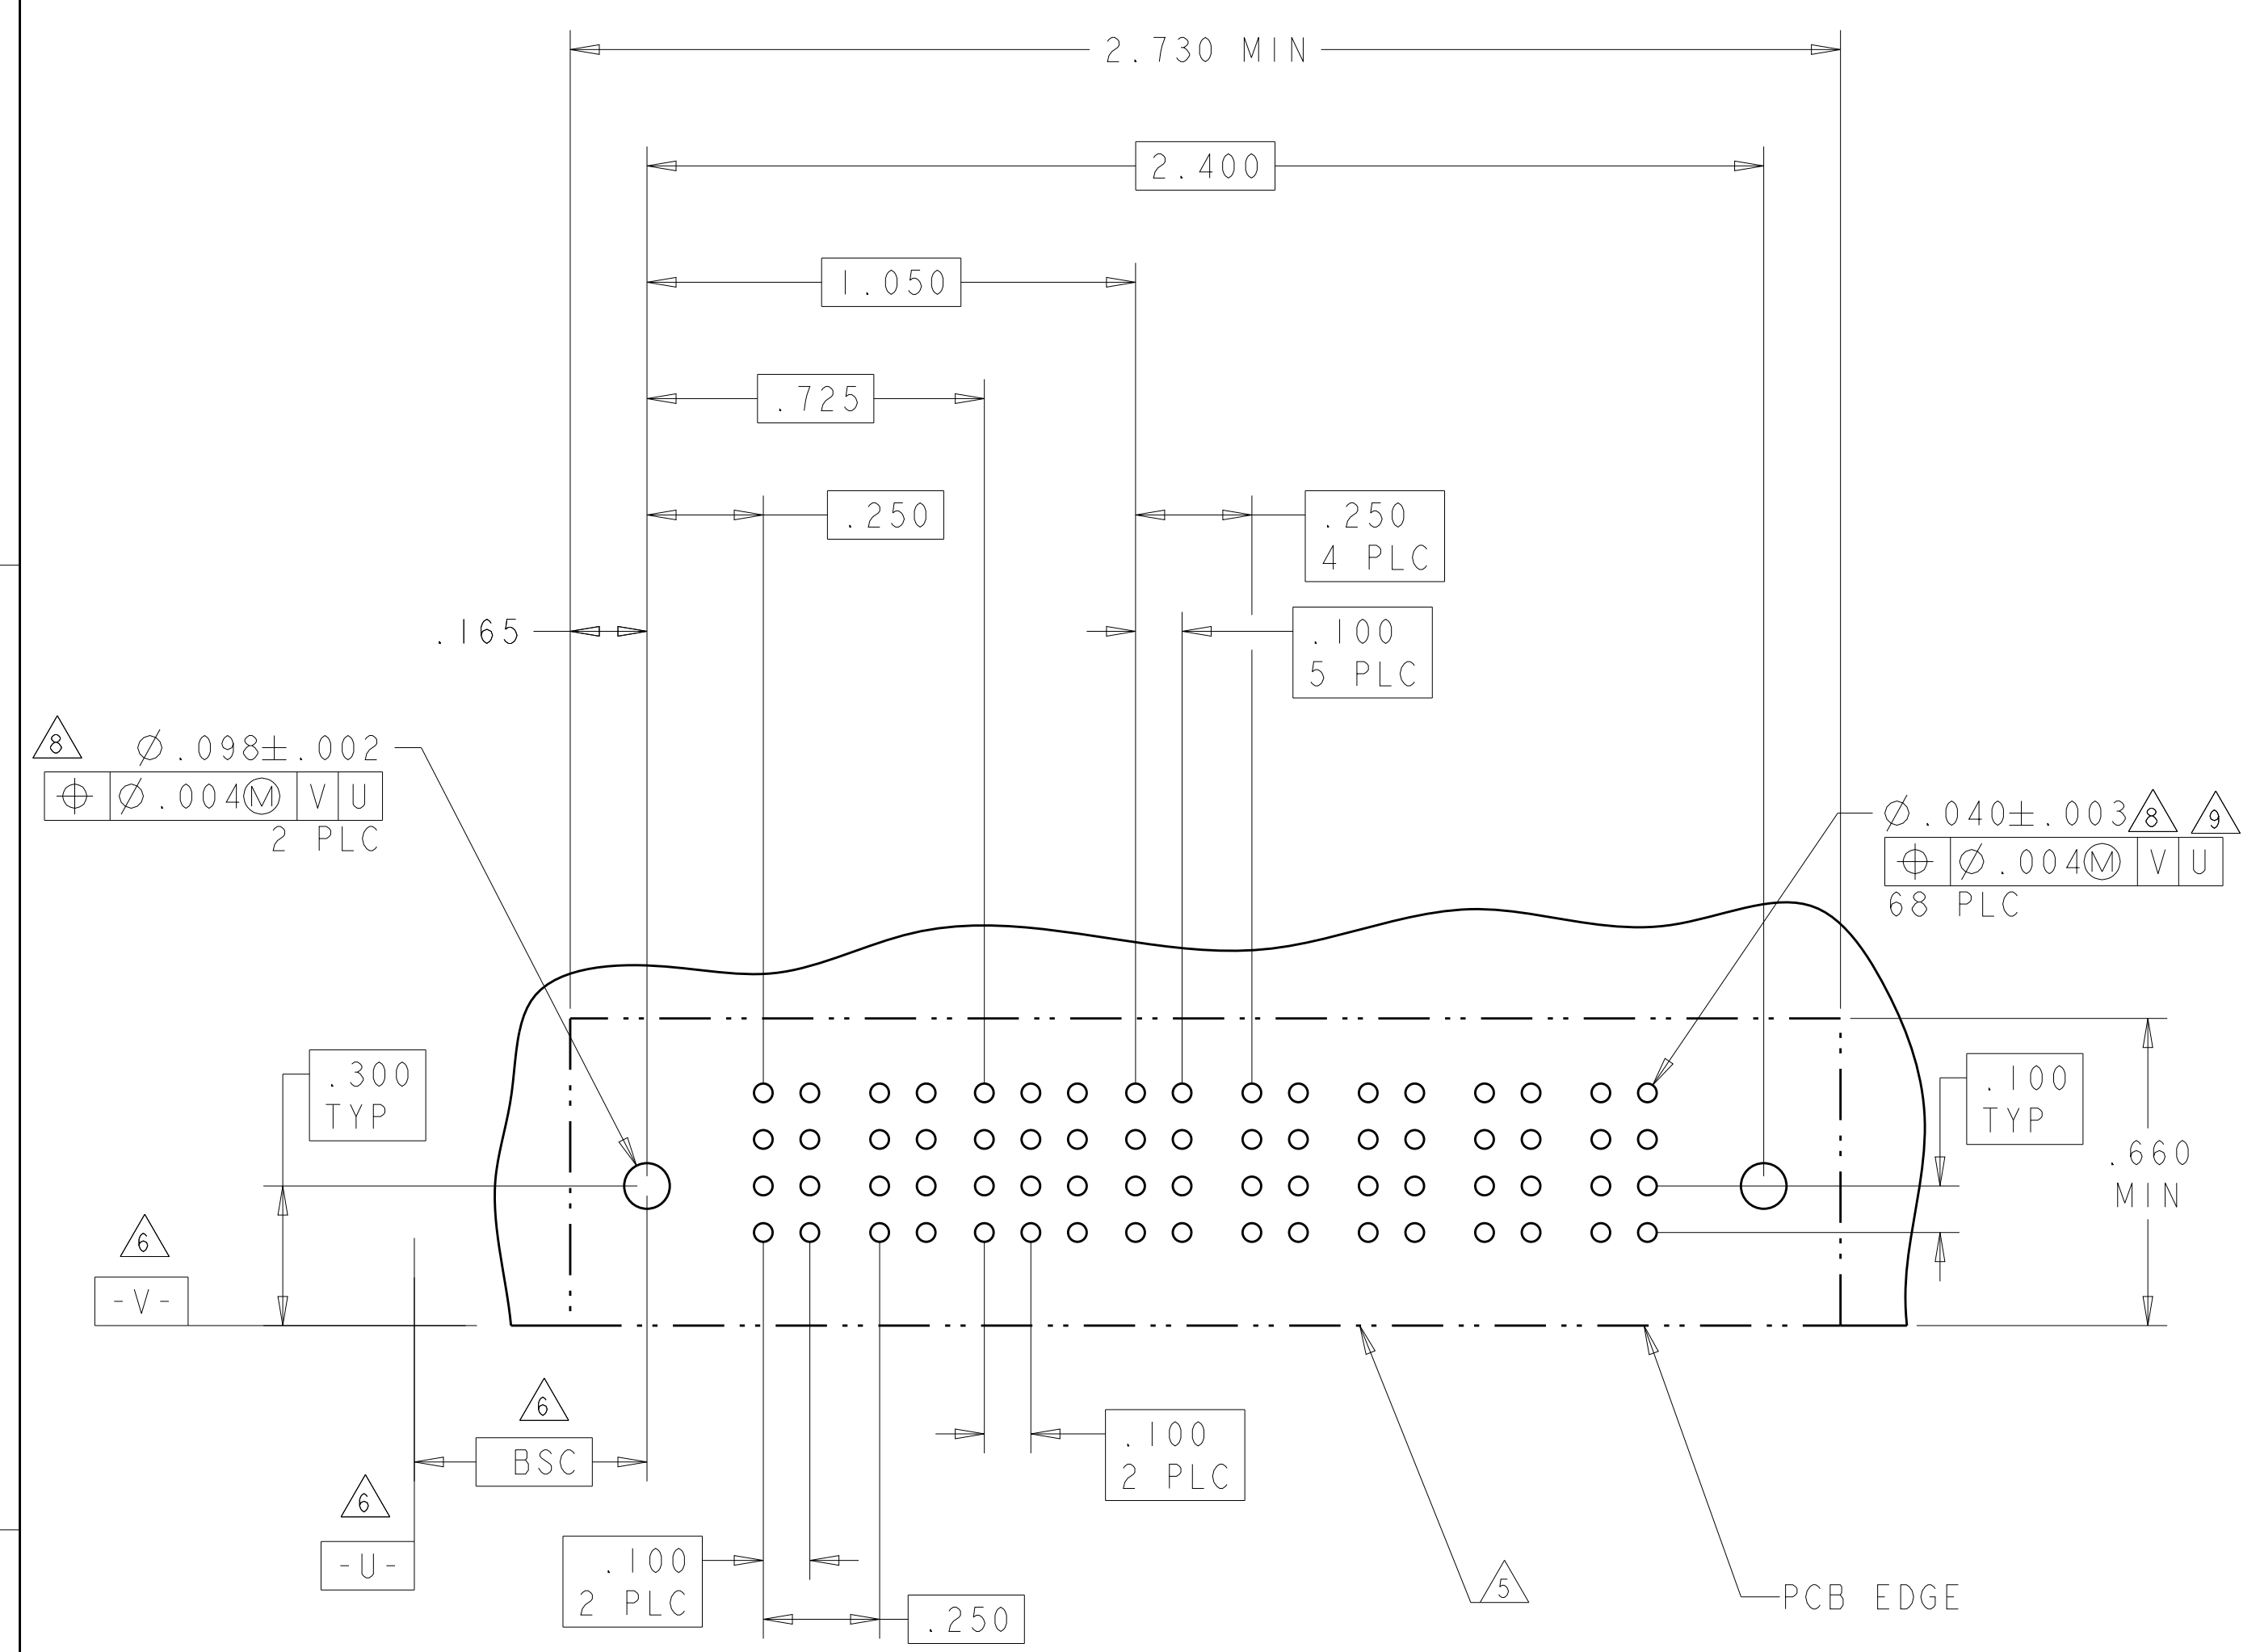 2.730 MIN
2.400
1.050
.725
.250
.250
4 PLC
.165
.100
5 PLC
8
Ø.098±.002
⌖ Ø.004Ⓜ V U
2 PLC
Ø.040±.003 8 9
⌖ Ø.004Ⓜ V U
68 PLC
.300
TYP
.100
TYP
.660
MIN
6
-V-
6
BSC
6
-U-
.100
2 PLC
.100
2 PLC
.250
5
PCB EDGE